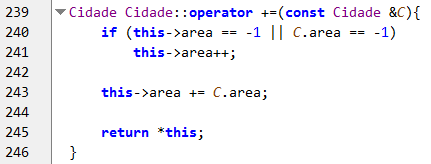 239 Cidade Cidade::operator +=(const Cidade &C){
240     if (this->area == -1 || C.area == -1)
241         this->area++;
242
243     this->area += C.area;
244
245     return *this;
246 }